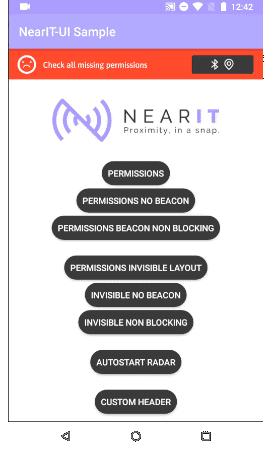 12:42
NearIT-UI Sample
Check all missing permissions
NEARIT
Proximity, in a snap.
PERMISSIONS
PERMISSIONS NO BEACON
PERMISSIONS BEACON NON BLOCKING
PERMISSIONS INVISIBLE LAYOUT
INVISIBLE NO BEACON
INVISIBLE NON BLOCKING
AUTOSTART RADAR
CUSTOM HEADER